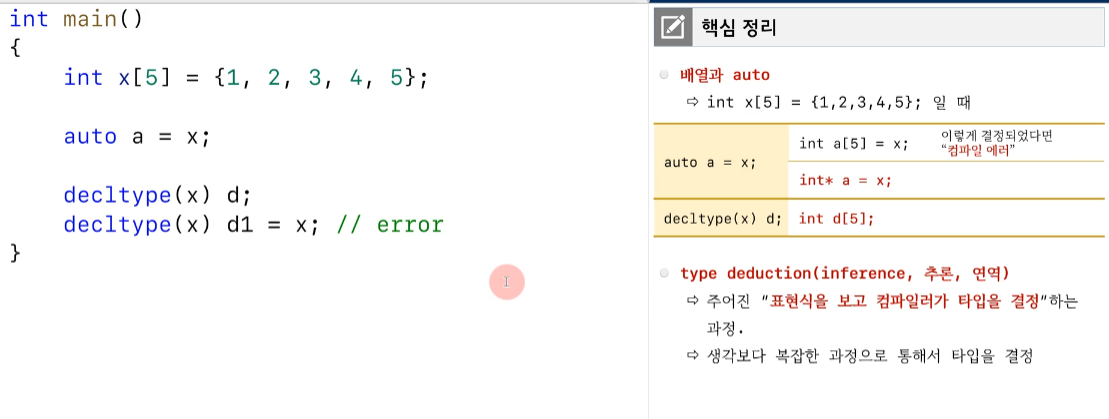 int main()
{
int x[5] = {1, 2, 3, 4, 5};
auto a = x;
decltype(x) d;
decltype(x) d1 = x; // error
}
핵심 정리
배열과 auto
⇨ int x[5] = {1,2,3,4,5}; 일 때
auto a = x;
int a[5] = x;
이렇게 결정되었다면
“컴파일 에러”
int* a = x;
decltype(x) d;
int d[5];
type deduction(inference, 추론, 연역)
⇨ 주어진 “표현식을 보고 컴파일러가 타입을 결정”하는
과정.
⇨ 생각보다 복잡한 과정으로 통해서 타입을 결정